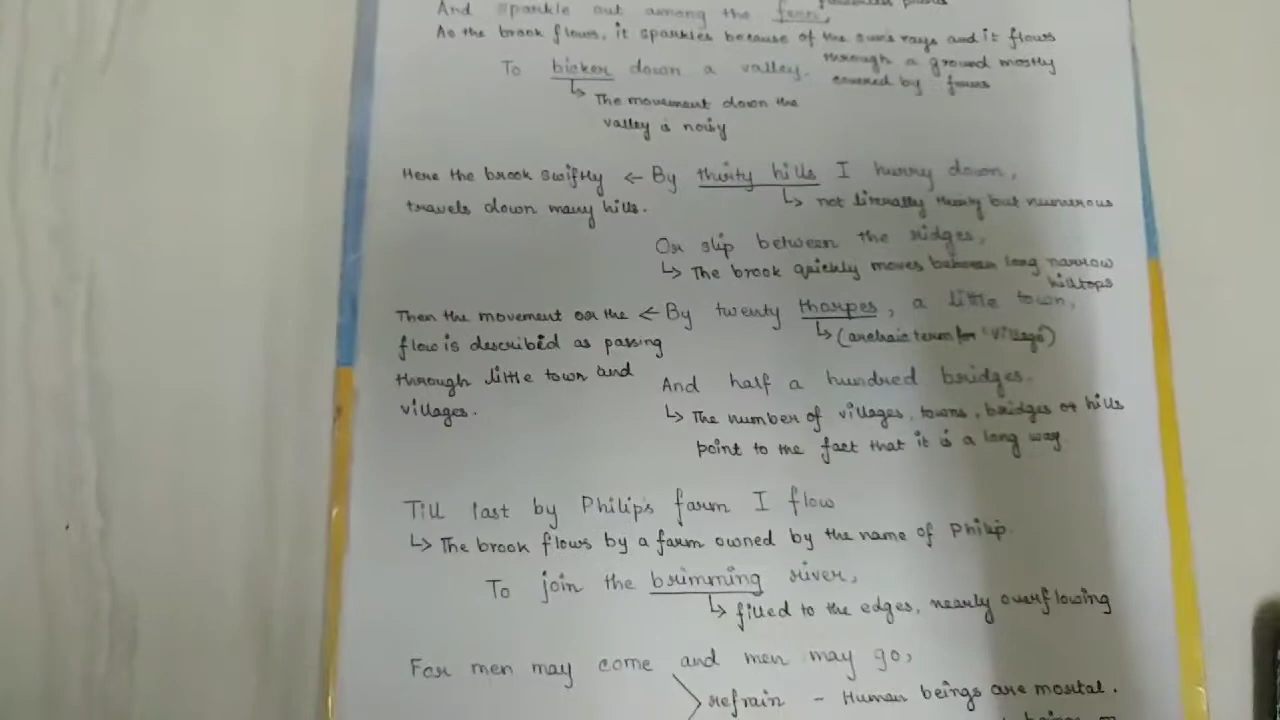 And sparkle out among the fern,
As the brook flows, it sparkles because of the sun's rays and it flows
through a ground mostly
covered by ferns
To bicker down a valley.
↳ The movement down the
valley is noisy
Here the brook swiftly ← By thirty hills I hurry down,
travels down many hills.
↳ not literally thirty but numerous
Or slip between the ridges,
↳ The brook quickly moves between long narrow
hilltops
Then the movement or the ← By twenty thorpes, a little town,
flow is described as passing
through little town and
villages.
↳ (archaic term for "village")
And half a hundred bridges.
↳ The number of villages, towns, bridges or hills
point to the fact that it is a long way
Till last by Philip's farm I flow
↳ The brook flows by a farm owned by the name of Philip.
To join the brimming river,
↳ filled to the edges, nearly overflowing
For men may come and men may go,
refrain - Human beings are mortal.